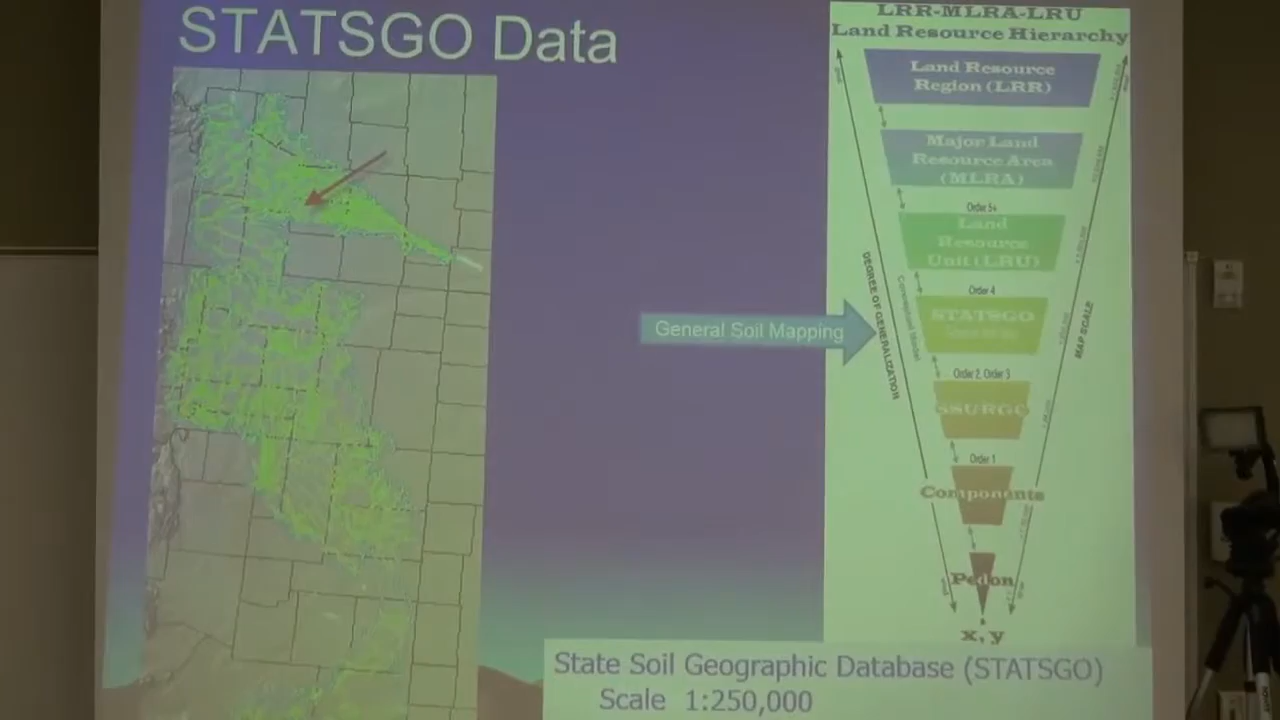 STATSGO Data
LRR-MLRA-LRU
Land Resource Hierarchy
Land Resource
Region (LRR)
Major Land
Resource Area
(MLRA)
Order 5+
Land
Resource
Unit (LRU)
Order 4
STATSGO
General Soil Mapping
DEGREE OF GENERALIZATION
MAP SCALE
Order 2, Order 3
SSURGO
Order 1
Components
Pedon
x, y
State Soil Geographic Database (STATSGO)
Scale 1:250,000